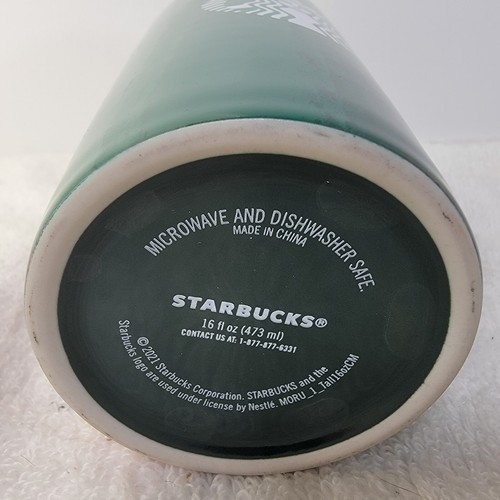 MICROWAVE AND DISHWASHER SAFE.
MADE IN CHINA
STARBUCKS®
16 fl oz (473 ml)
CONTACT US AT: 1-877-877-6331
© 2021 Starbucks Corporation. STARBUCKS and the
Starbucks logo are used under license by Nestlé. MORU_1_Tall16ozCM